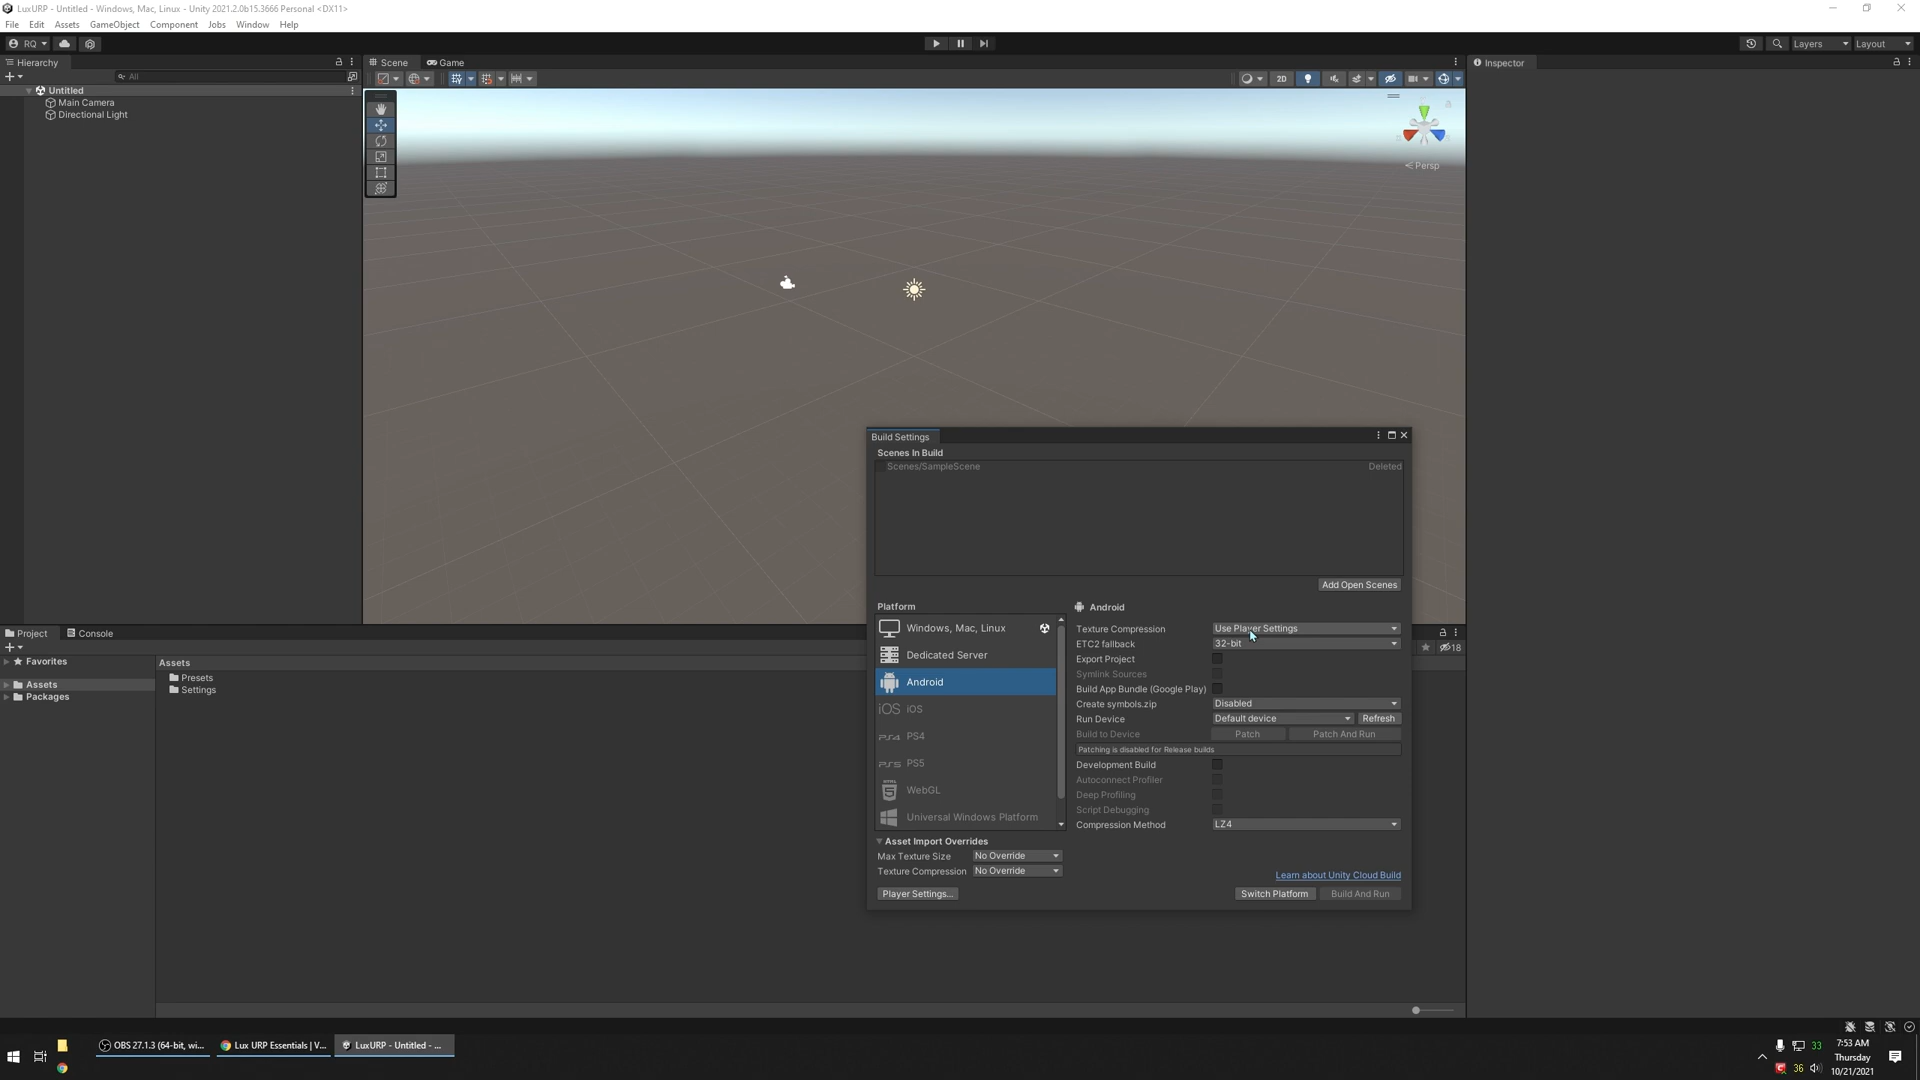 LuxURP - Untitled - Windows, Mac, Linux - Unity 2021.2.0b15.3666 Personal <DX11>
File Edit Assets GameObject Component Jobs Window Help
RQ
Layers Layout
Hierarchy
Scene Game
Inspector
All
2D
Untitled
Main Camera
Directional Light
Persp
Build Settings
Scenes In Build
Scenes/SampleScene Deleted
Add Open Scenes
Platform
Windows, Mac, Linux
Dedicated Server
Android
iOS iOS
PS4 PS4
PS5 PS5
WebGL
Universal Windows Platform
Android
Texture Compression Use Player Settings
ETC2 fallback 32-bit
Export Project
Symlink Sources
Build App Bundle (Google Play)
Create symbols.zip Disabled
Run Device Default device Refresh
Build to Device Patch Patch And Run
Patching is disabled for Release builds
Development Build
Autoconnect Profiler
Deep Profiling
Script Debugging
Compression Method LZ4
Asset Import Overrides
Max Texture Size No Override
Texture Compression No Override
Learn about Unity Cloud Build
Player Settings...
Switch Platform Build And Run
Project Console
18
Favorites
Assets
Packages
Assets
Presets
Settings
OBS 27.1.3 (64-bit, wi...
Lux URP Essentials | V...
LuxURP - Untitled - ...
33
36
7:53 AM
Thursday
10/21/2021